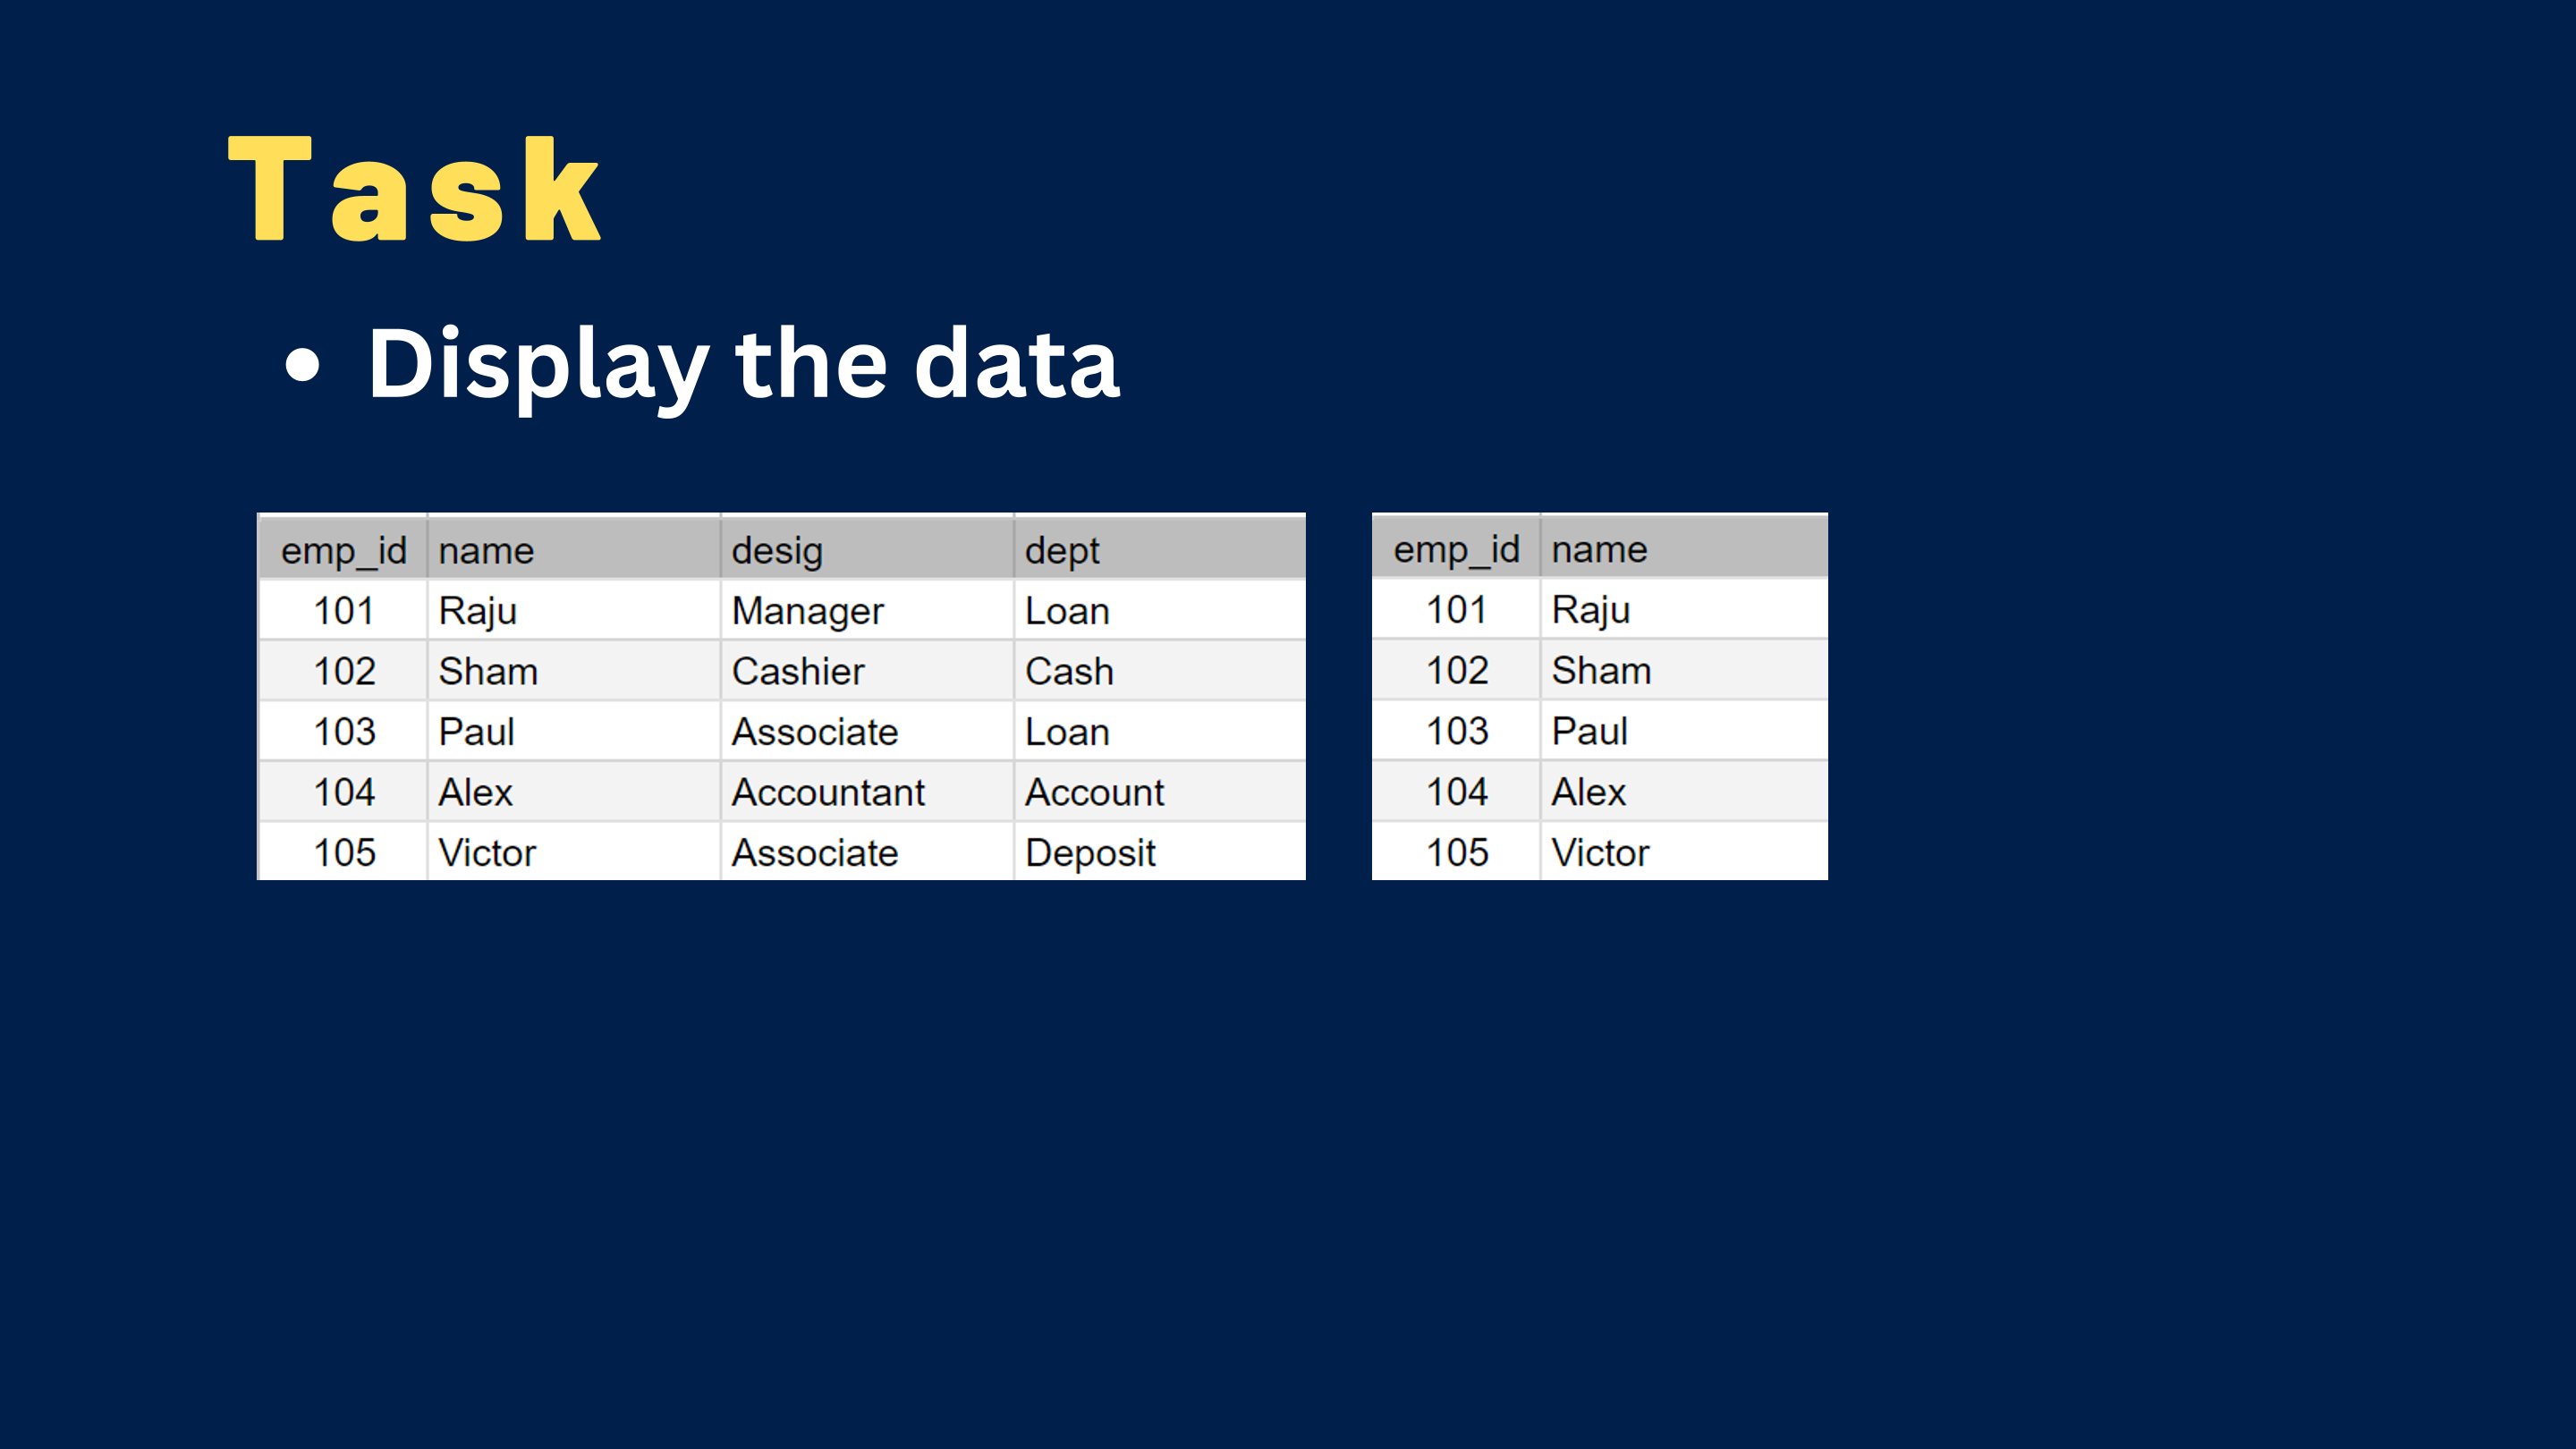 Task
• Display the data
emp_id name desig dept
101 Raju Manager Loan
102 Sham Cashier Cash
103 Paul Associate Loan
104 Alex Accountant Account
105 Victor Associate Deposit
emp_id name
101 Raju
102 Sham
103 Paul
104 Alex
105 Victor